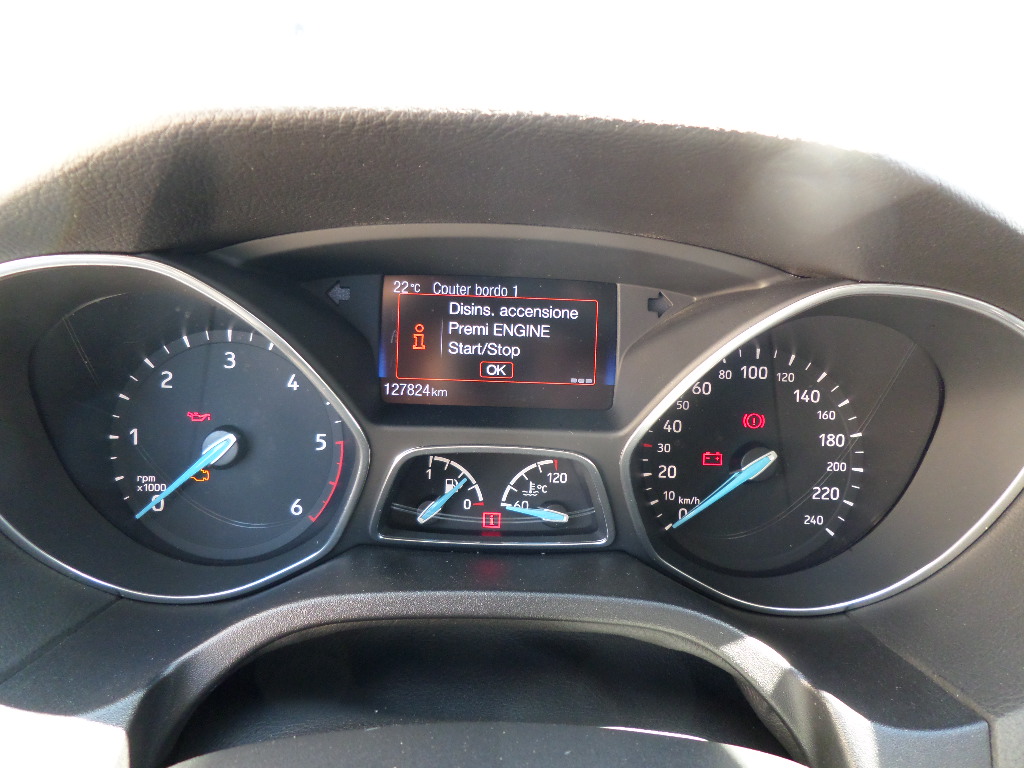 22°C Couter bordo 1
Disins. accensione
Premi ENGINE
Start/Stop
OK
127824 km
0
1
2
3
4
5
6
rpm
x1000
1
0
60
120
°C
0
10
20
30
40
50
60
80
100
120
140
160
180
200
220
240
km/h